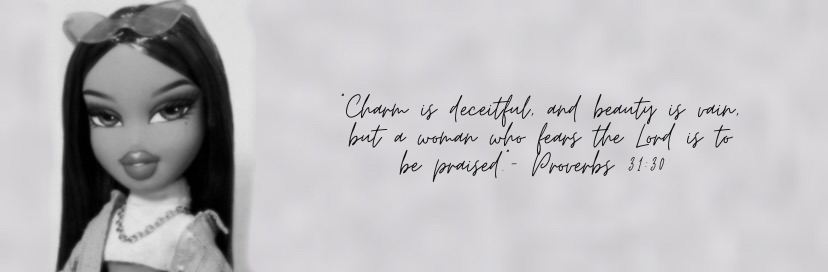 "Charm is deceitful, and beauty is vain,
but a woman who fears the Lord is to
be praised." - Proverbs 31:30